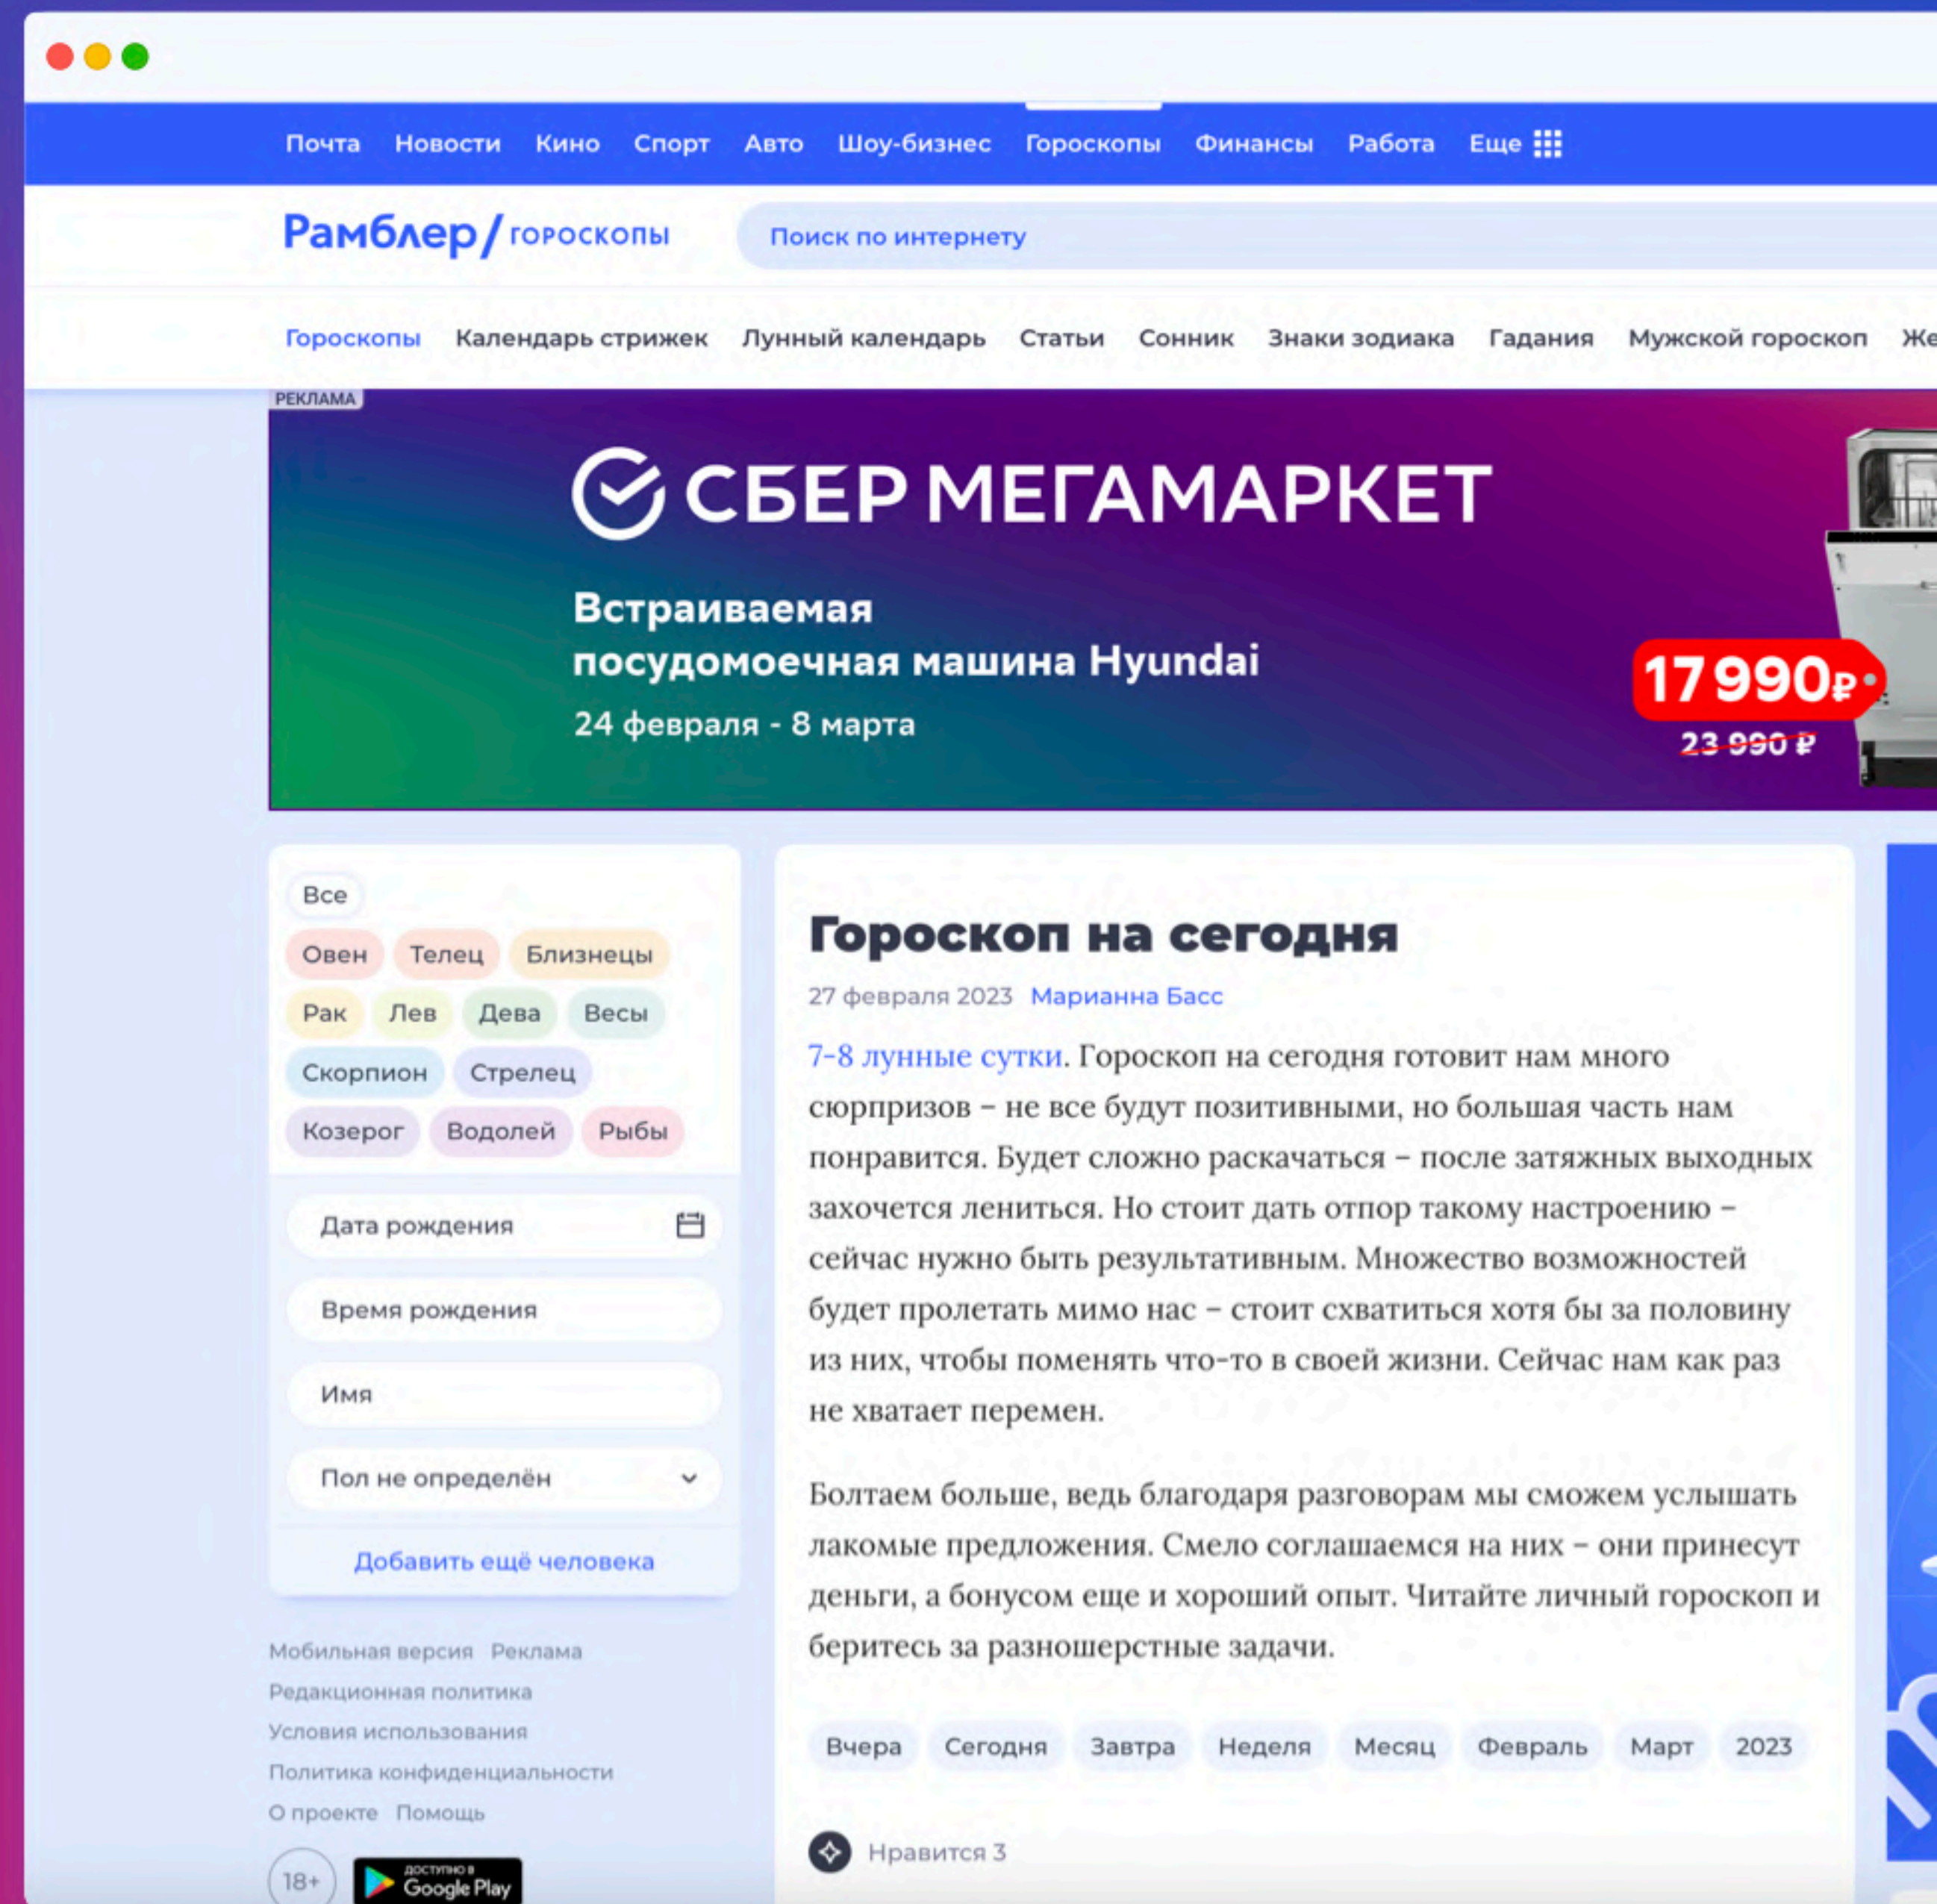 Почта Новости Кино Спорт Авто Шоу-бизнес Гороскопы Финансы Работа Еще
Рамблер/гороскопы Поиск по интернету
Гороскопы Календарь стрижек Лунный календарь Статьи Сонник Знаки зодиака Гадания Мужской гороскоп
РЕКЛАМА
СБЕР МЕГАМАРКЕТ
Встраиваемая
посудомоечная машина Hyundai
24 февраля - 8 марта
17 990₽
23 990 ₽
Все
Овен Телец Близнецы
Рак Лев Дева Весы
Скорпион Стрелец
Козерог Водолей Рыбы
Дата рождения
Время рождения
Имя
Пол не определён
Добавить ещё человека
Мобильная версия Реклама
Редакционная политика
Условия использования
Политика конфиденциальности
О проекте Помощь
18+ ДОСТУПНО В
Google Play
Гороскоп на сегодня
27 февраля 2023 Марианна Басс
7-8 лунные сутки. Гороскоп на сегодня готовит нам много
сюрпризов – не все будут позитивными, но большая часть нам
понравится. Будет сложно раскачаться – после затяжных выходных
захочется лениться. Но стоит дать отпор такому настроению –
сейчас нужно быть результативным. Множество возможностей
будет пролетать мимо нас – стоит схватиться хотя бы за половину
из них, чтобы поменять что-то в своей жизни. Сейчас нам как раз
не хватает перемен.
Болтаем больше, ведь благодаря разговорам мы сможем услышать
лакомые предложения. Смело соглашаемся на них – они принесут
деньги, а бонусом еще и хороший опыт. Читайте личный гороскоп и
беритесь за разношерстные задачи.
Вчера Сегодня Завтра Неделя Месяц Февраль Март 2023
Нравится 3